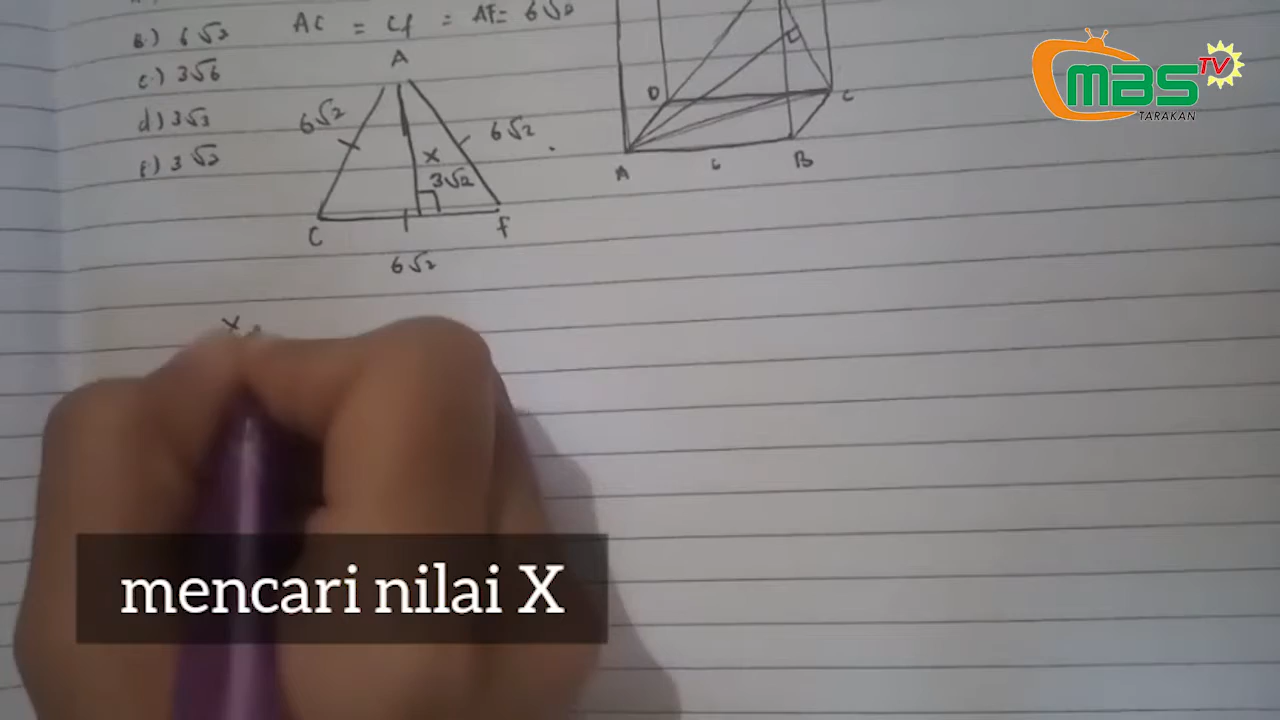 B.) 6√2 AC = CF = AF = 6√2
c.) 3√6
d.) 3√3
E.) 3√2
A
6√2
6√2
x
3√2
C
F
6√2
D
C
A
6
B
x
MBS TV
TARAKAN
mencari nilai X